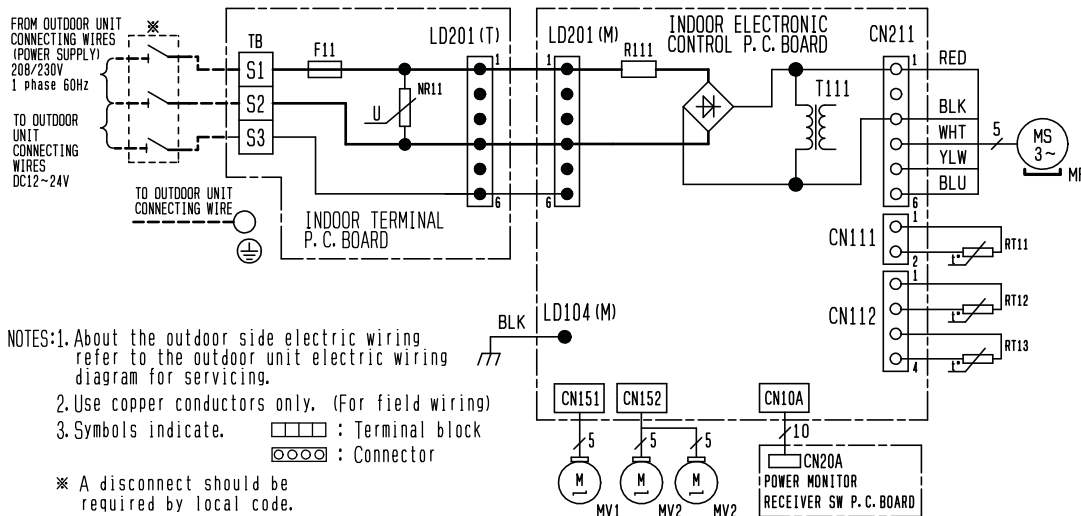 FROM OUTDOOR UNIT
CONNECTING WIRES
(POWER SUPPLY)
208/230V
1 phase 60Hz
※
TB
S1
S2
S3
F11
U
NR11
LD201(T)
1
6
TO OUTDOOR
UNIT
CONNECTING
WIRES
DC12~24V
TO OUTDOOR UNIT
CONNECTING WIRE
INDOOR TERMINAL
P.C.BOARD
INDOOR ELECTRONIC
CONTROL P.C.BOARD
LD201(M)
1
6
R111
T111
CN211
1
6
RED
BLK
WHT
YLW
BLU
5
MS
3~
MF
CN111
1
2
t°
RT11
CN112
1
4
t°
RT12
t°
RT13
BLK
LD104(M)
CN151
5
M
MV1
CN152
5
M
MV2
5
M
MV2
CN10A
10
CN20A
POWER MONITOR
RECEIVER SW P.C.BOARD
NOTES:1. About the outdoor side electric wiring
refer to the outdoor unit electric wiring
diagram for servicing.
2. Use copper conductors only. (For field wiring)
3. Symbols indicate.
: Terminal block
: Connector
※ A disconnect should be
required by local code.